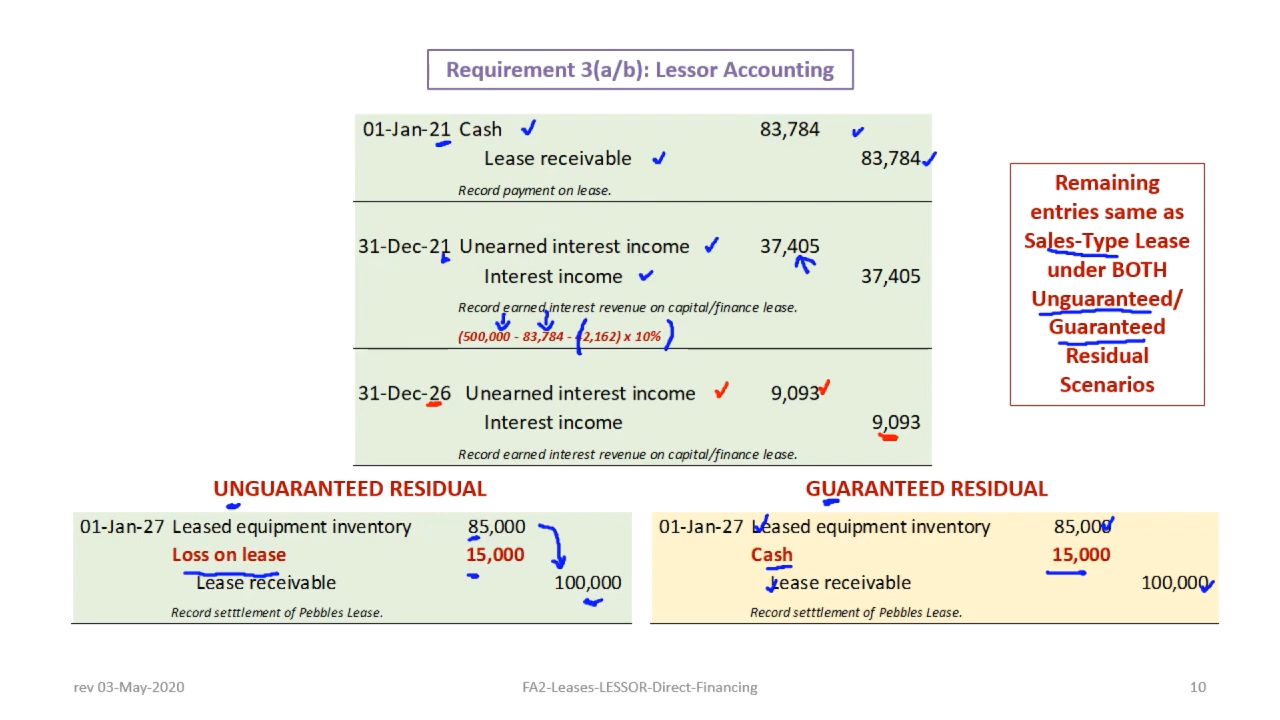 Requirement 3(a/b): Lessor Accounting
01-Jan-21 Cash 83,784
Lease receivable 83,784
Record payment on lease.
31-Dec-21 Unearned interest income 37,405
Interest income 37,405
Record earned interest revenue on capital/finance lease.
(500,000 - 83,784 - 2,162) x 10%
31-Dec-26 Unearned interest income 9,093
Interest income 9,093
Record earned interest revenue on capital/finance lease.
Remaining
entries same as
Sales-Type Lease
under BOTH
Unguaranteed/
Guaranteed
Residual
Scenarios
UNGUARANTEED RESIDUAL
01-Jan-27 Leased equipment inventory 85,000
Loss on lease 15,000
Lease receivable 100,000
Record setttlement of Pebbles Lease.
GUARANTEED RESIDUAL
01-Jan-27 Leased equipment inventory 85,000
Cash 15,000
Lease receivable 100,000
Record setttlement of Pebbles Lease.
rev 03-May-2020
FA2-Leases-LESSOR-Direct-Financing
10